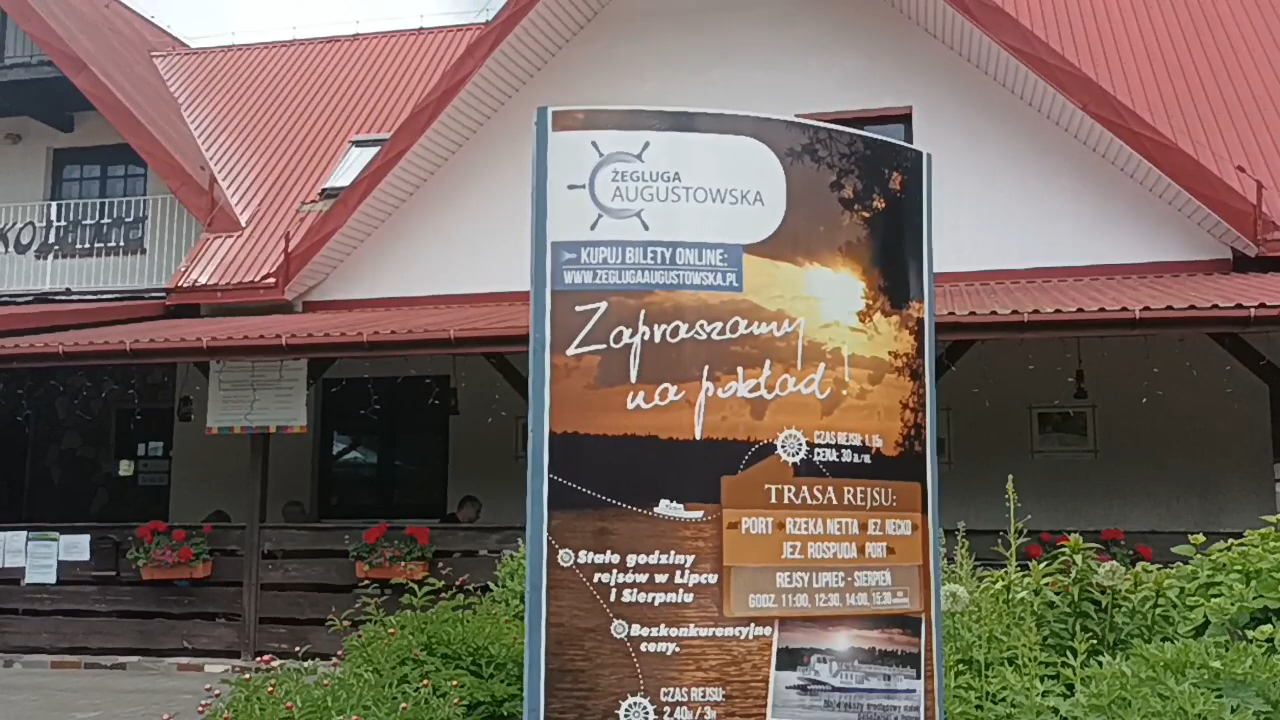 ŻEGLUGA
AUGUSTOWSKA
KUPUJ BILETY ONLINE:
WWW.ZEGLUGAAUGUSTOWSKA.PL
Zapraszamy
na pokład!
CZAS REJSU: 1,15h
CENA: 30 zł/os.
TRASA REJSU:
PORT RZEKA NETTA JEZ. NECKO
JEZ. ROSPUDA PORT
Stałe godziny
rejsów w Lipcu
i Sierpniu
REJSY LIPIEC - SIERPIEŃ
GODZ. 11:00, 12:30, 14:00, 15:30
Bezkonkurencyjne
ceny.
CZAS REJSU:
2,40h / 3h